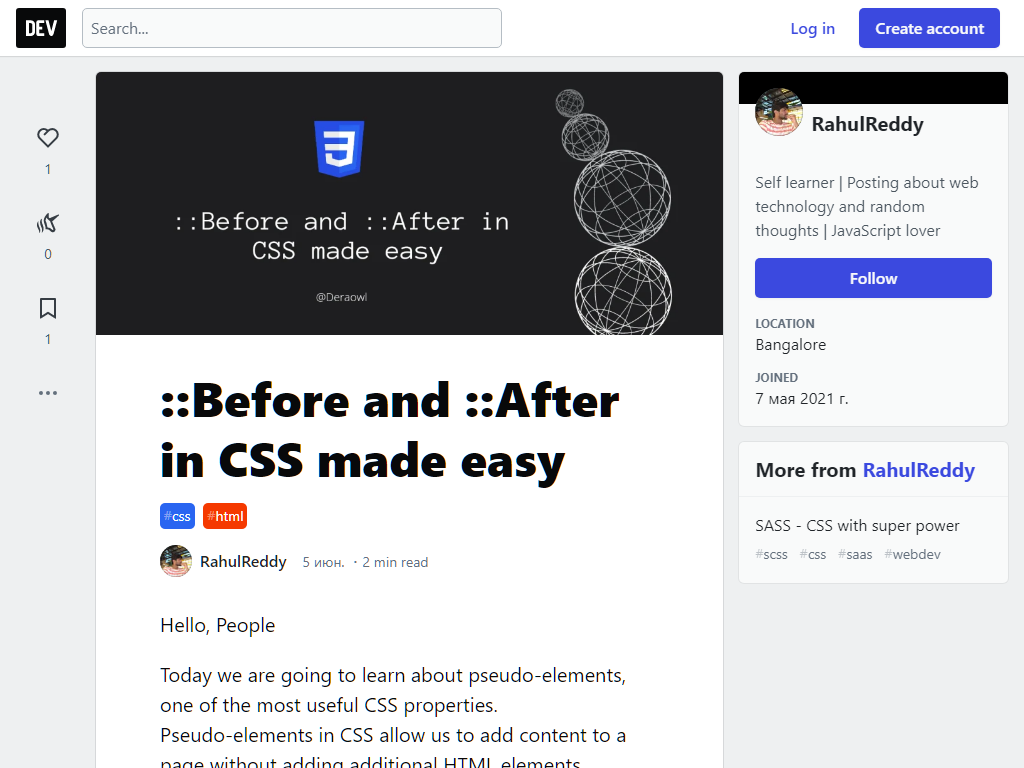 DEV
Search...
Log in
Create account
1
0
1
::Before and ::After in
CSS made easy
@Deraowl
::Before and ::After
in CSS made easy
#css #html
RahulReddy 5 июн. · 2 min read
Hello, People
Today we are going to learn about pseudo-elements,
one of the most useful CSS properties.
Pseudo-elements in CSS allow us to add content to a
page without adding additional HTML elements.
RahulReddy
Self learner | Posting about web
technology and random
thoughts | JavaScript lover
Follow
LOCATION
Bangalore
JOINED
7 мая 2021 г.
More from RahulReddy
SASS - CSS with super power
#scss #css #saas #webdev